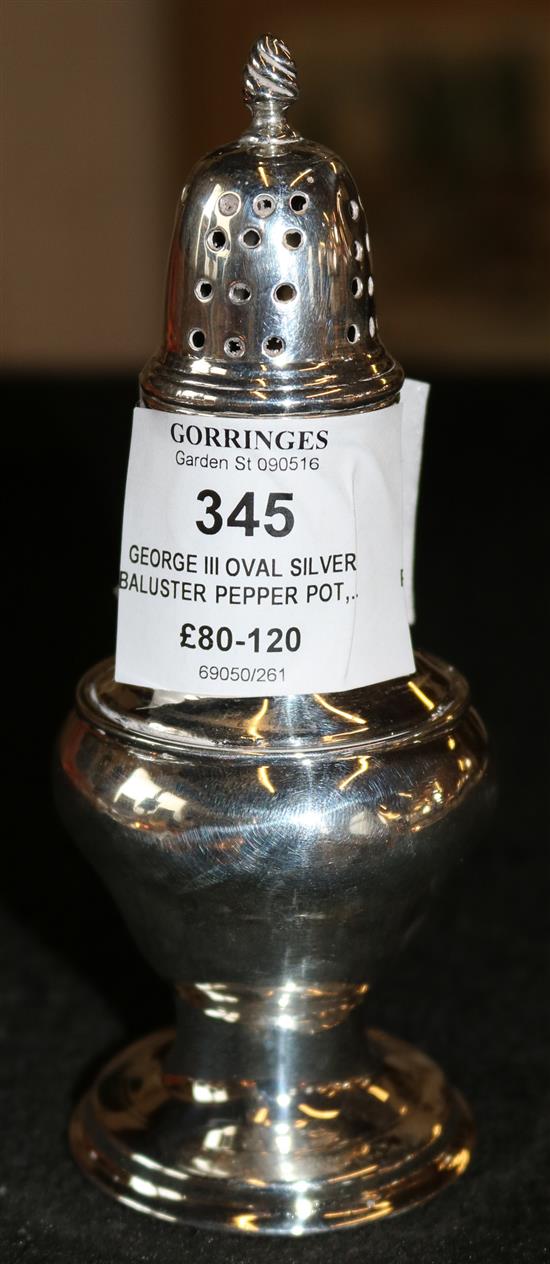 GORRINGES
Garden St 090516
345
GEORGE III OVAL SILVER
BALUSTER PEPPER POT,..
£80-120
69050/261